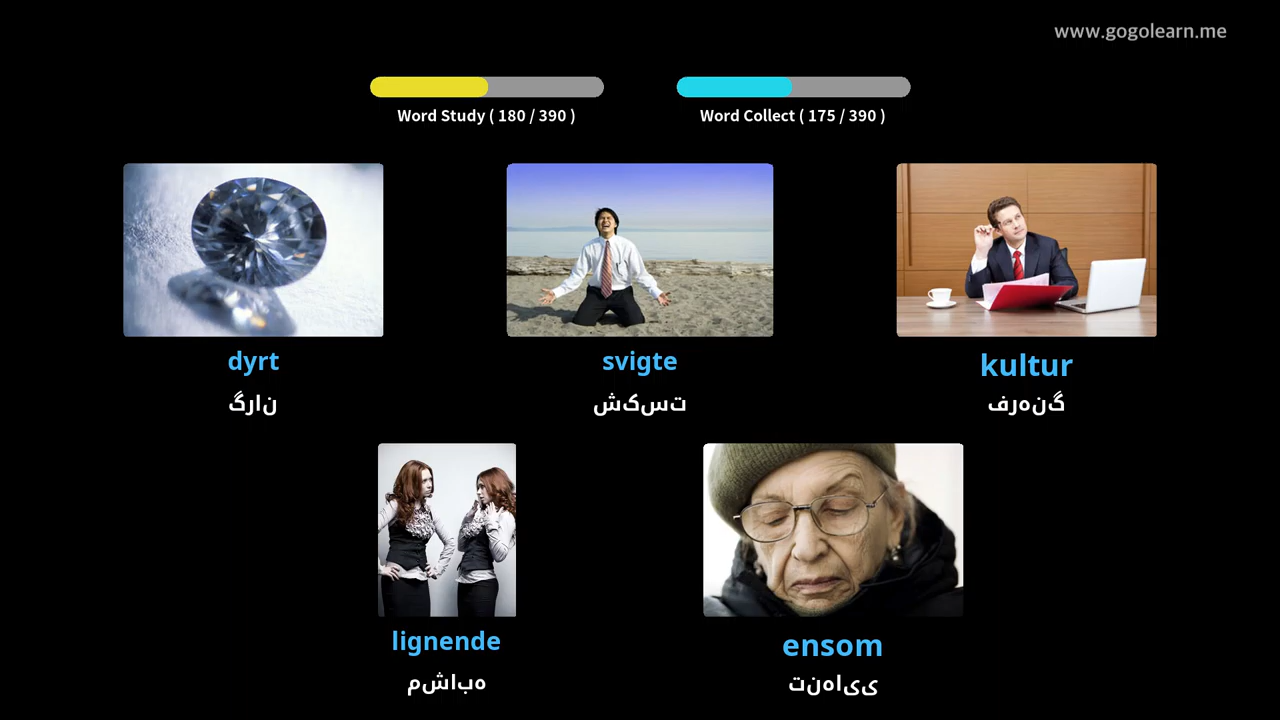 www.gogolearn.me
Word Study ( 180 / 390 )
Word Collect ( 175 / 390 )
dyrt
svigte
kultur
گران
شکست
فرهنگ
lignende
ensom
مشابه
تنهایی